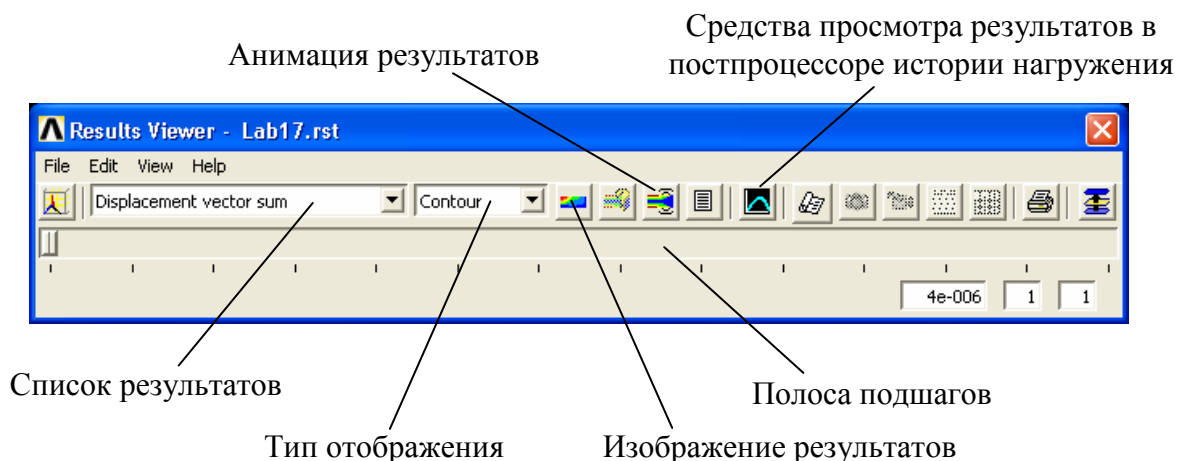 Средства просмотра результатов в
постпроцессоре истории нагружения
Анимация результатов
Results Viewer - Lab17.rst
File Edit View Help
Displacement vector sum Contour
4e-006 1 1
Список результатов
Полоса подшагов
Тип отображения Изображение результатов